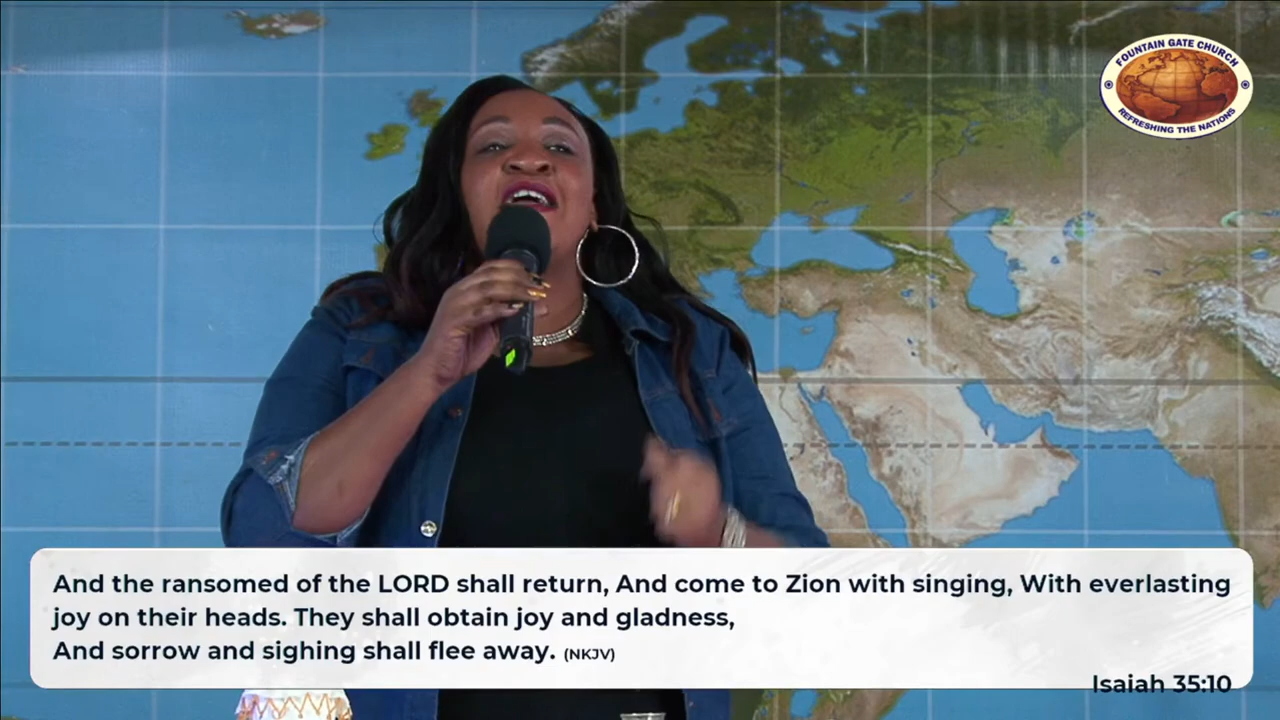 FOUNTAIN GATE CHURCH
REFRESHING THE NATIONS
And the ransomed of the LORD shall return, And come to Zion with singing, With everlasting
joy on their heads. They shall obtain joy and gladness,
And sorrow and sighing shall flee away. (NKJV)
Isaiah 35:10